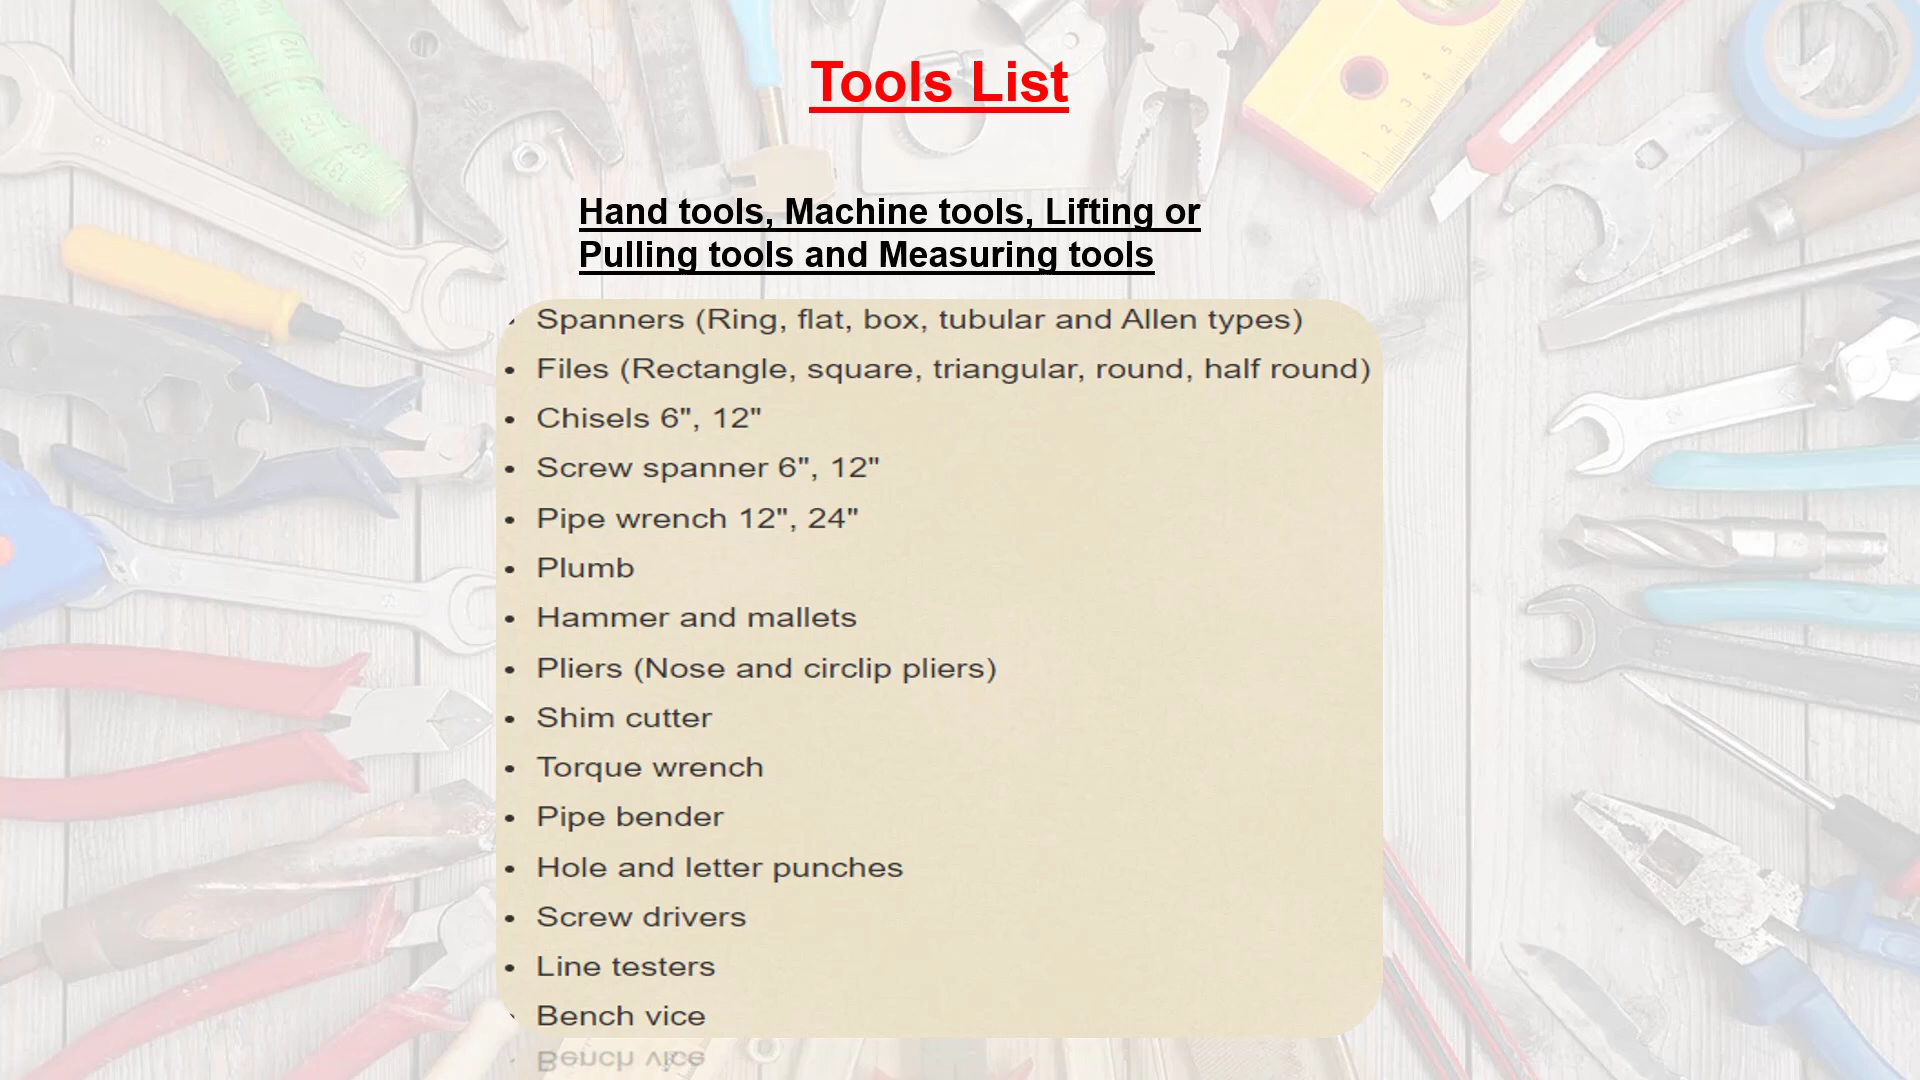 Tools List
Hand tools, Machine tools, Lifting or
Pulling tools and Measuring tools
• Spanners (Ring, flat, box, tubular and Allen types)
• Files (Rectangle, square, triangular, round, half round)
• Chisels 6", 12"
• Screw spanner 6", 12"
• Pipe wrench 12", 24"
• Plumb
• Hammer and mallets
• Pliers (Nose and circlip pliers)
• Shim cutter
• Torque wrench
• Pipe bender
• Hole and letter punches
• Screw drivers
• Line testers
• Bench vice